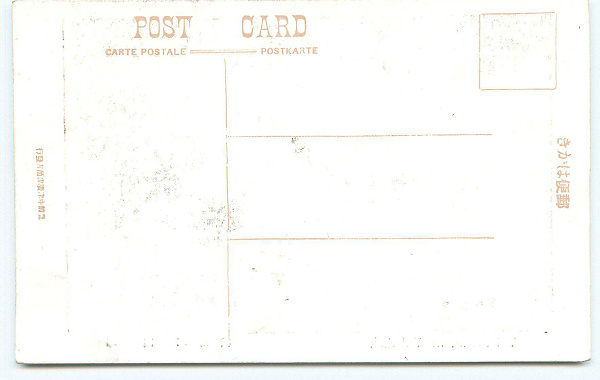 POST CARD
CARTE POSTALE POSTKARTE
きかは便郵